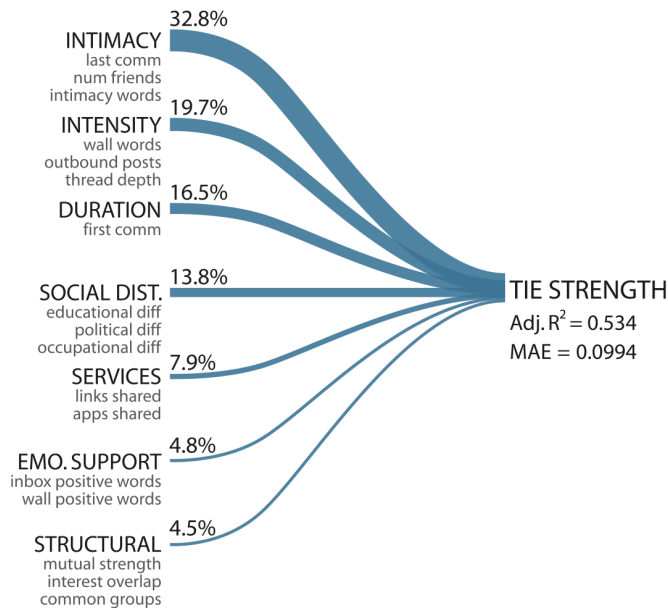 32.8%
INTIMACY
last comm
num friends
intimacy words
19.7%
INTENSITY
wall words
outbound posts
thread depth
16.5%
DURATION
first comm
13.8%
SOCIAL DIST.
educational diff
political diff
occupational diff
7.9%
SERVICES
links shared
apps shared
4.8%
EMO. SUPPORT
inbox positive words
wall positive words
4.5%
STRUCTURAL
mutual strength
interest overlap
common groups
TIE STRENGTH
Adj. R² = 0.534
MAE = 0.0994